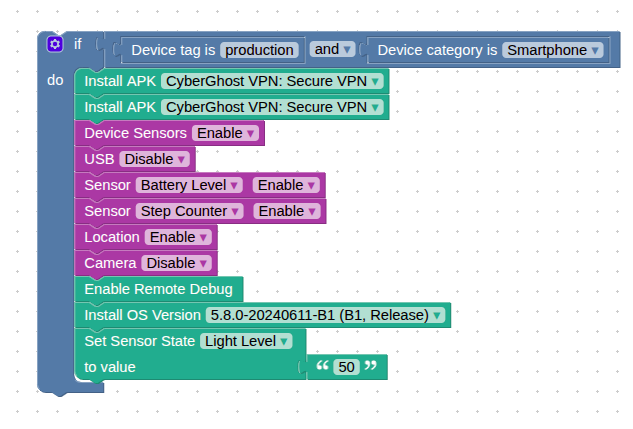 if Device tag is production and Device category is Smartphone
do Install APK CyberGhost VPN: Secure VPN
Install APK CyberGhost VPN: Secure VPN
Device Sensors Enable
USB Disable
Sensor Battery Level Enable
Sensor Step Counter Enable
Location Enable
Camera Disable
Enable Remote Debug
Install OS Version 5.8.0-20240611-B1 (B1, Release)
Set Sensor State Light Level
to value “ 50 ”